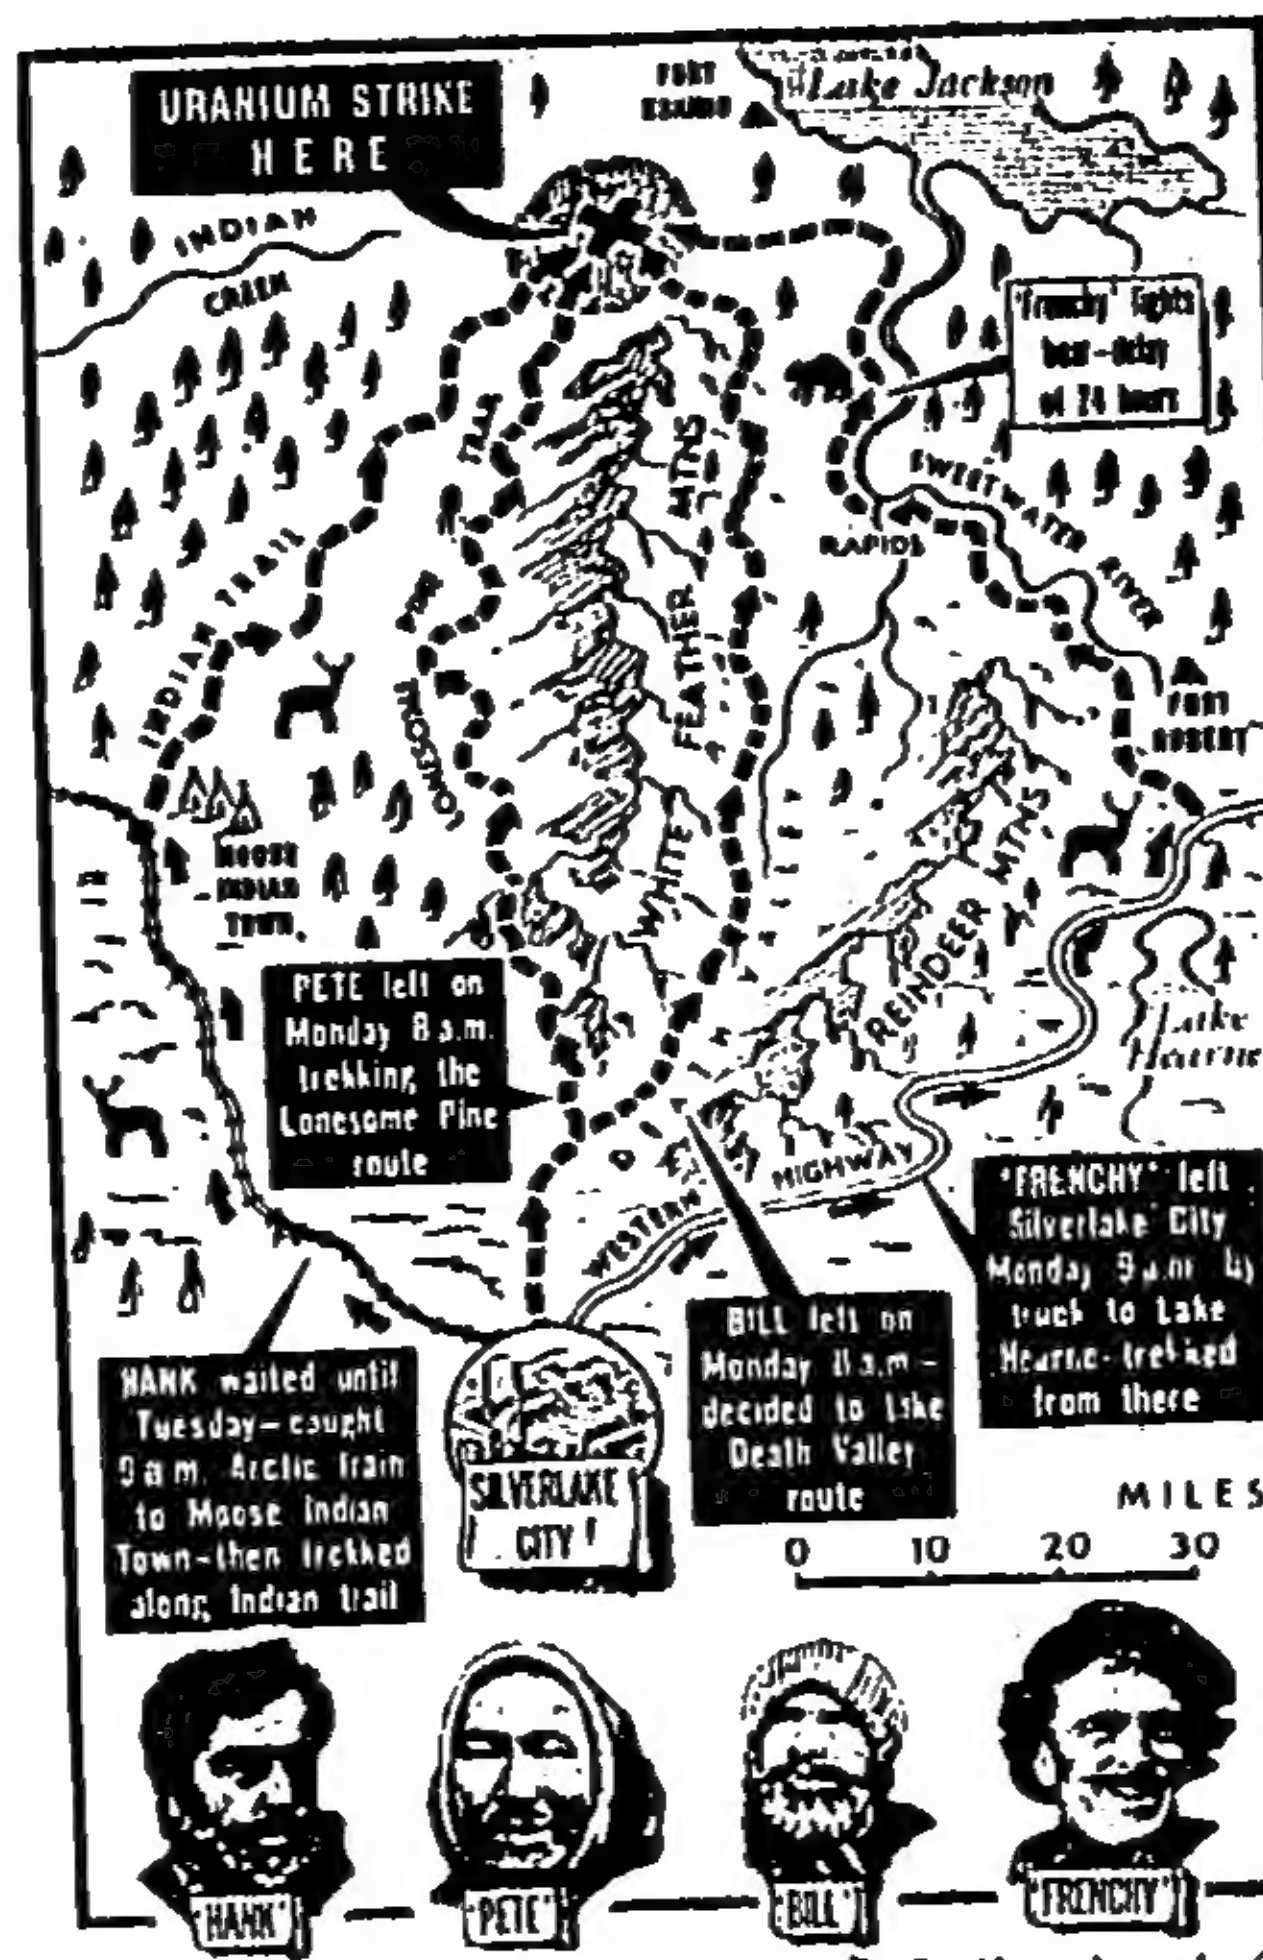 URANIUM STRIKE
HERE
FORT
Lake Jackson
INDIAN
CREEK
"Frenchy" fights
bear-delay
of 24 hours
TRAIL
MTNS
SWEETWATER
RIVER
RAPIDS
INDIAN TRAIL
PINE
FEATHER
LONESOME
FORT
ROBERT
MOOSE
INDIAN
TOWN
WHITE
REINDEER MTNS
Lake
Hearne
PETE left on
Monday 8 a.m.
trekking the
Lonesome Pine
route
WESTERN HIGHWAY
"FRENCHY" left
Silverlake City
Monday 9 a.m. by
truck to Lake
Hearne-trekked
from there
BILL left on
Monday 8 a.m-
decided to take
Death Valley
route
HANK waited until
Tuesday-caught
9 a.m. Arctic Train
to Moose Indian
Town-then trekked
along Indian trail
SILVERLAKE
CITY
MILES
0 10 20 30
'HANK'
'PETE'
'BILL'
'FRENCHY'